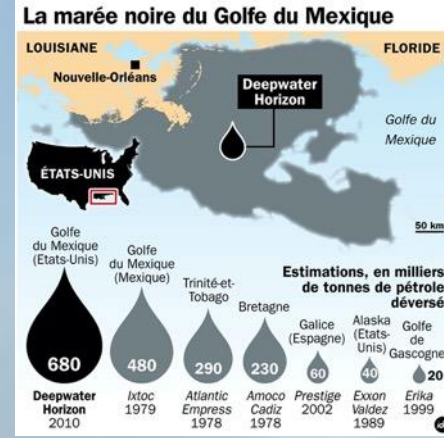 La marée noire du Golfe du Mexique
LOUISIANE
FLORIDE
Nouvelle-Orléans
Deepwater
Horizon
Golfe du
Mexique
ÉTATS-UNIS
50 km
Golfe
du Mexique
(Etats-Unis)
680
Deepwater
Horizon
2010
Golfe
du Mexique
(Mexique)
480
Ixtoc
1979
Trinité-et-
Tobago
290
Atlantic
Empress
1978
Bretagne
230
Amoco
Cadiz
1978
Estimations, en milliers
de tonnes de pétrole
déversé
Galice
(Espagne)
60
Prestige
2002
Alaska
(Etats-
Unis)
40
Exxon
Valdez
1989
Golfe
de
Gascogne
20
Erika
1999